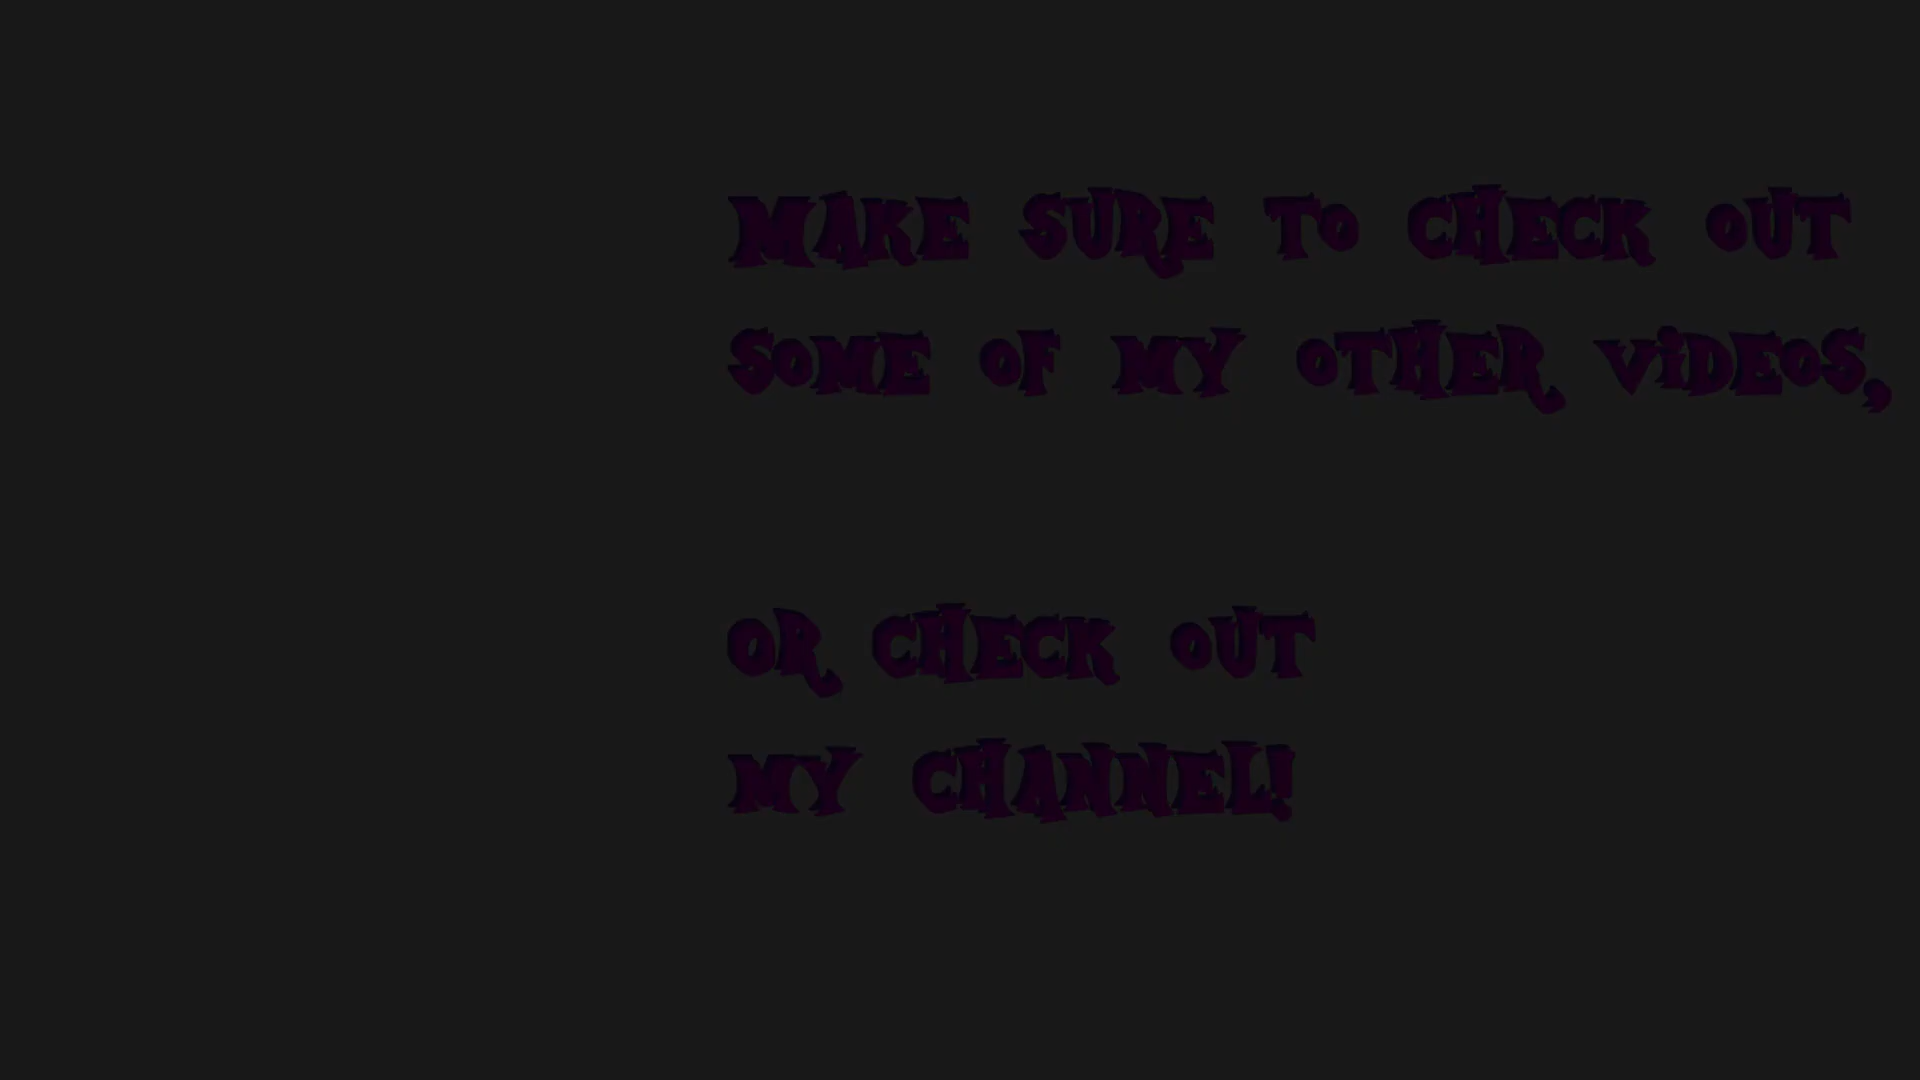 MAKE SURE TO CHECK OUT
SOME OF MY OTHER ViDEOS,
OR CHECK OUT
MY CHANNEL!